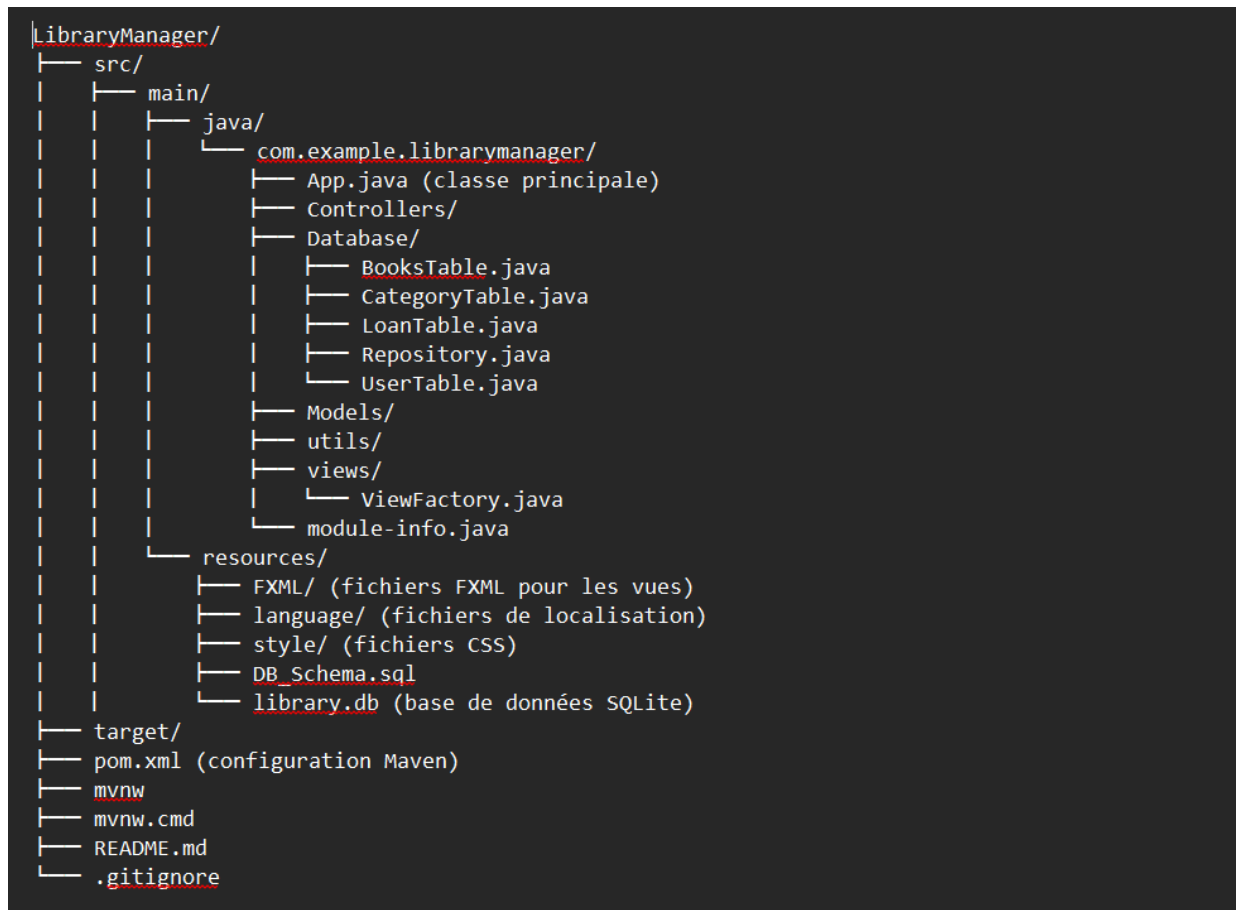 LibraryManager/
├── src/
│   ├── main/
│   │   ├── java/
│   │   │   └── com.example.librarymanager/
│   │   │       ├── App.java (classe principale)
│   │   │       ├── Controllers/
│   │   │       ├── Database/
│   │   │       │   ├── BooksTable.java
│   │   │       │   ├── CategoryTable.java
│   │   │       │   ├── LoanTable.java
│   │   │       │   ├── Repository.java
│   │   │       │   └── UserTable.java
│   │   │       ├── Models/
│   │   │       ├── utils/
│   │   │       ├── views/
│   │   │       │   └── ViewFactory.java
│   │   │       └── module-info.java
│   │   └── resources/
│   │       ├── FXML/ (fichiers FXML pour les vues)
│   │       ├── language/ (fichiers de localisation)
│   │       ├── style/ (fichiers CSS)
│   │       ├── DB_Schema.sql
│   │       └── library.db (base de données SQLite)
├── target/
├── pom.xml (configuration Maven)
├── mvnw
├── mvnw.cmd
├── README.md
└── .gitignore